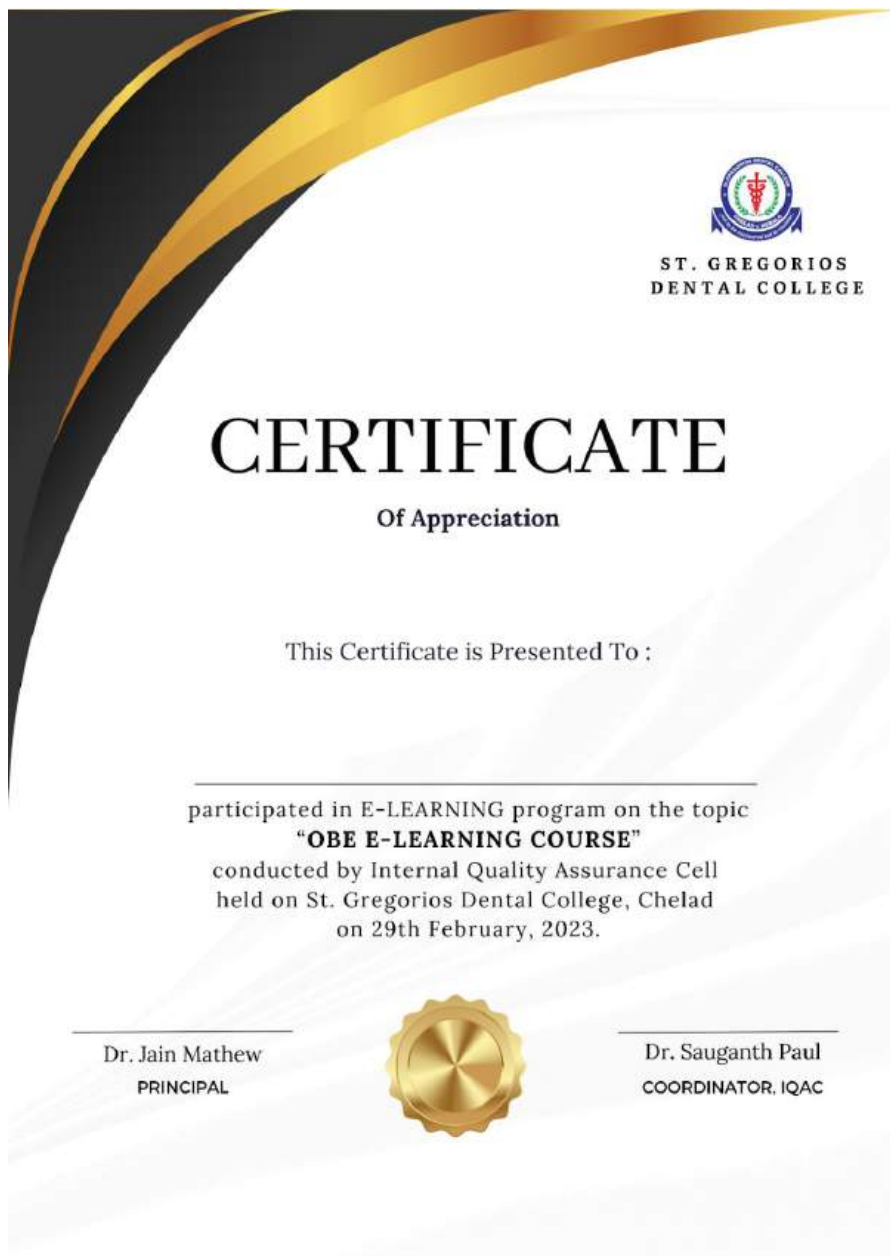 ST. GREGORIOS
DENTAL COLLEGE
CERTIFICATE
Of Appreciation
This Certificate is Presented To :
participated in E-LEARNING program on the topic
“OBE E-LEARNING COURSE”
conducted by Internal Quality Assurance Cell
held on St. Gregorios Dental College, Chelad
on 29th February, 2023.
Dr. Jain Mathew
PRINCIPAL
Dr. Sauganth Paul
COORDINATOR, IQAC